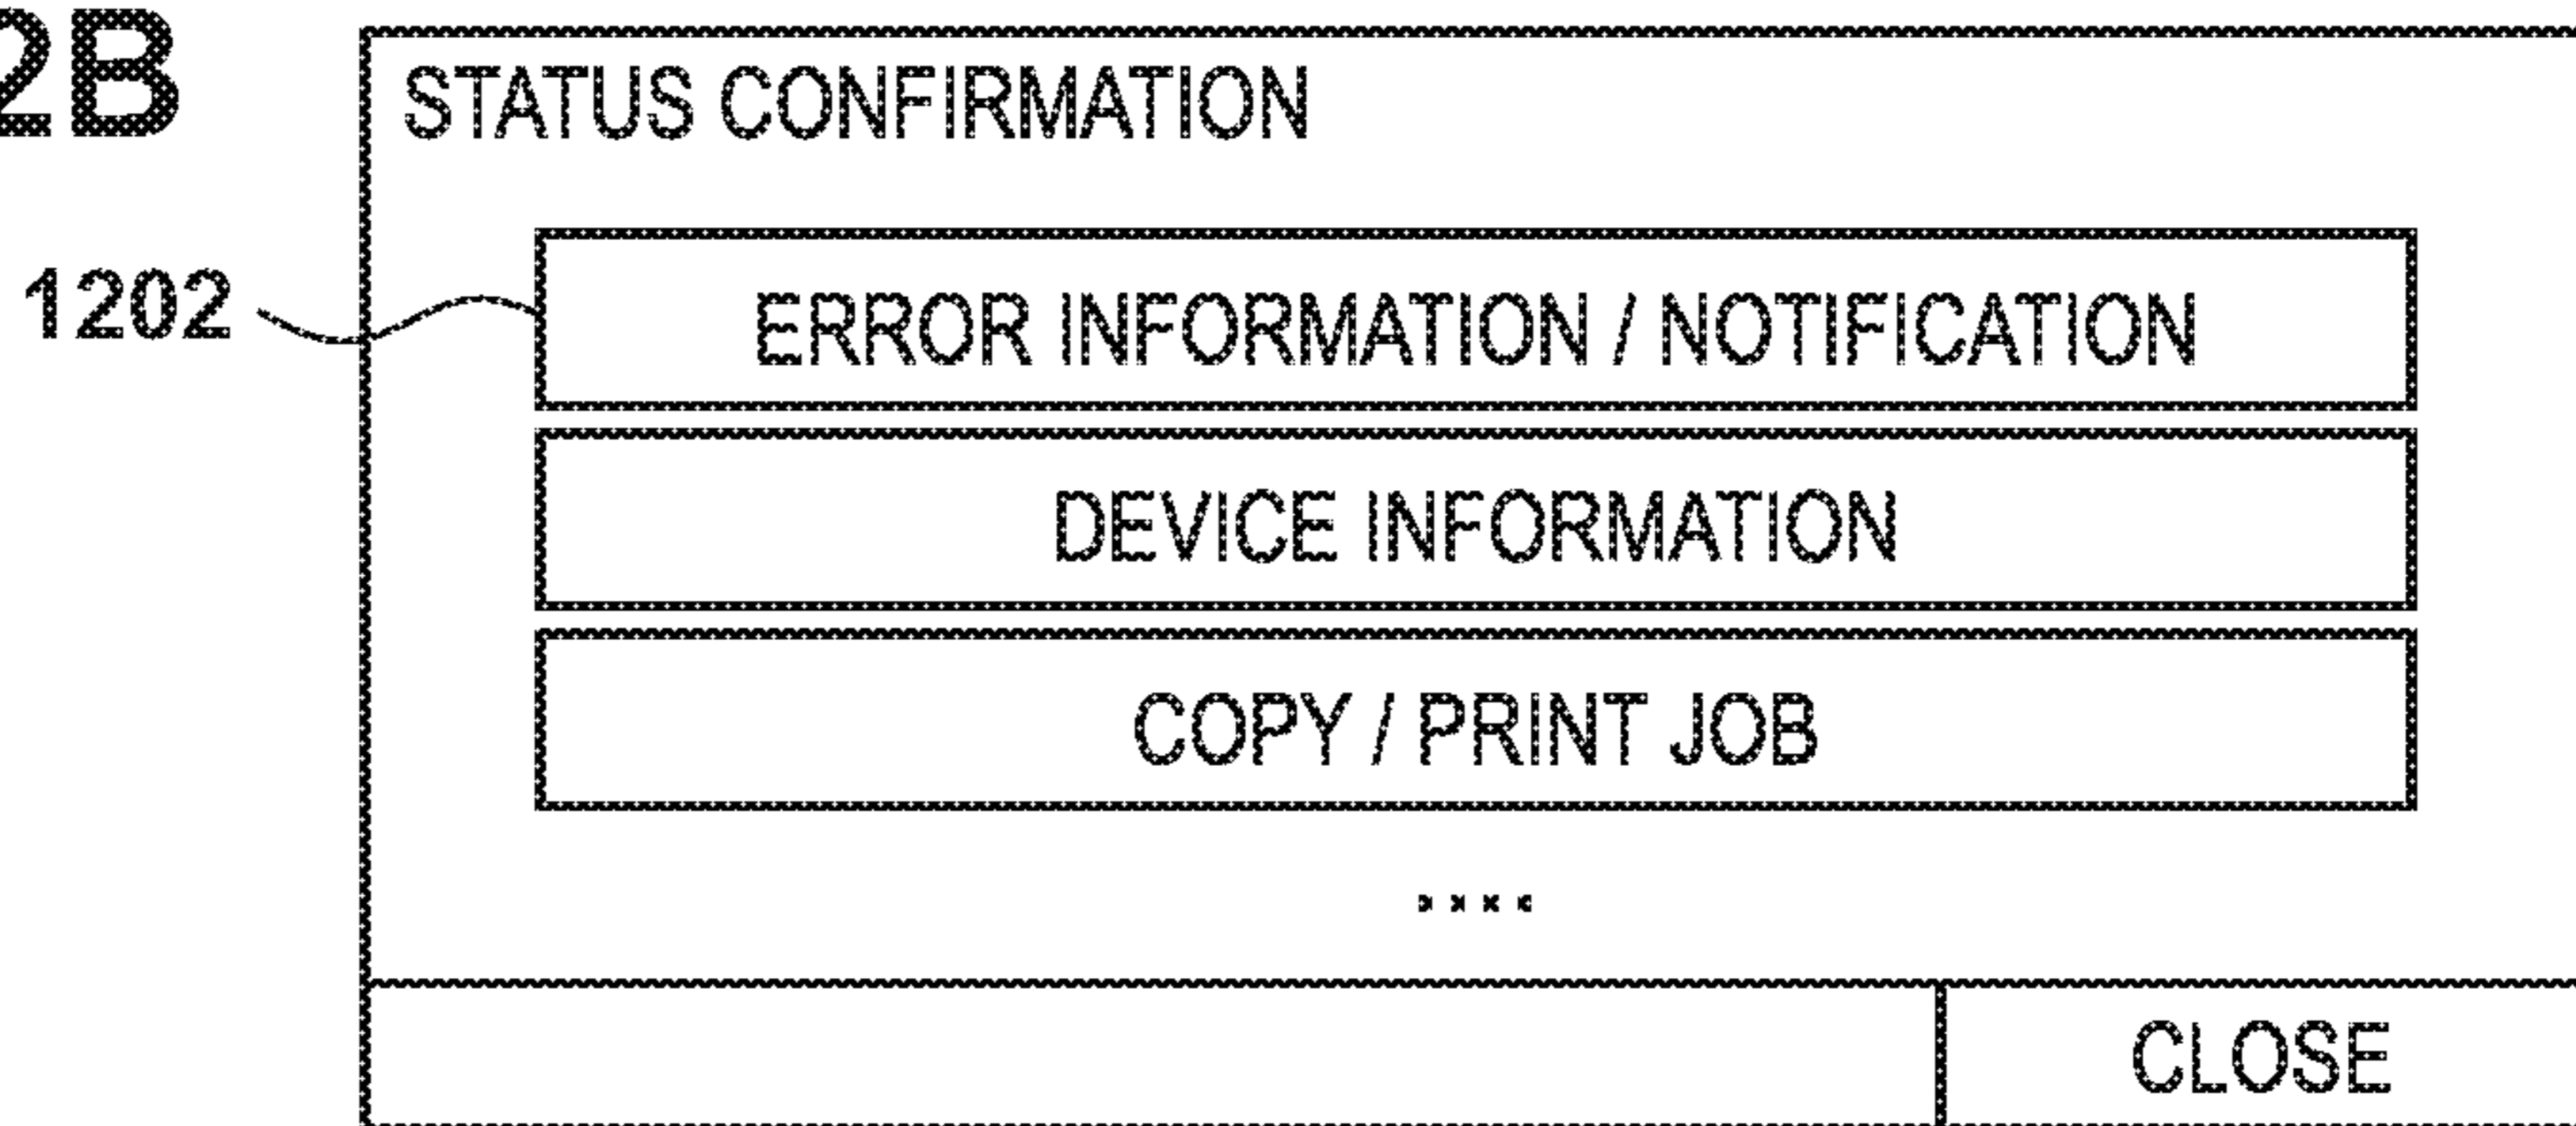 2B
STATUS CONFIRMATION
1202
ERROR INFORMATION / NOTIFICATION
DEVICE INFORMATION
COPY / PRINT JOB
....
CLOSE